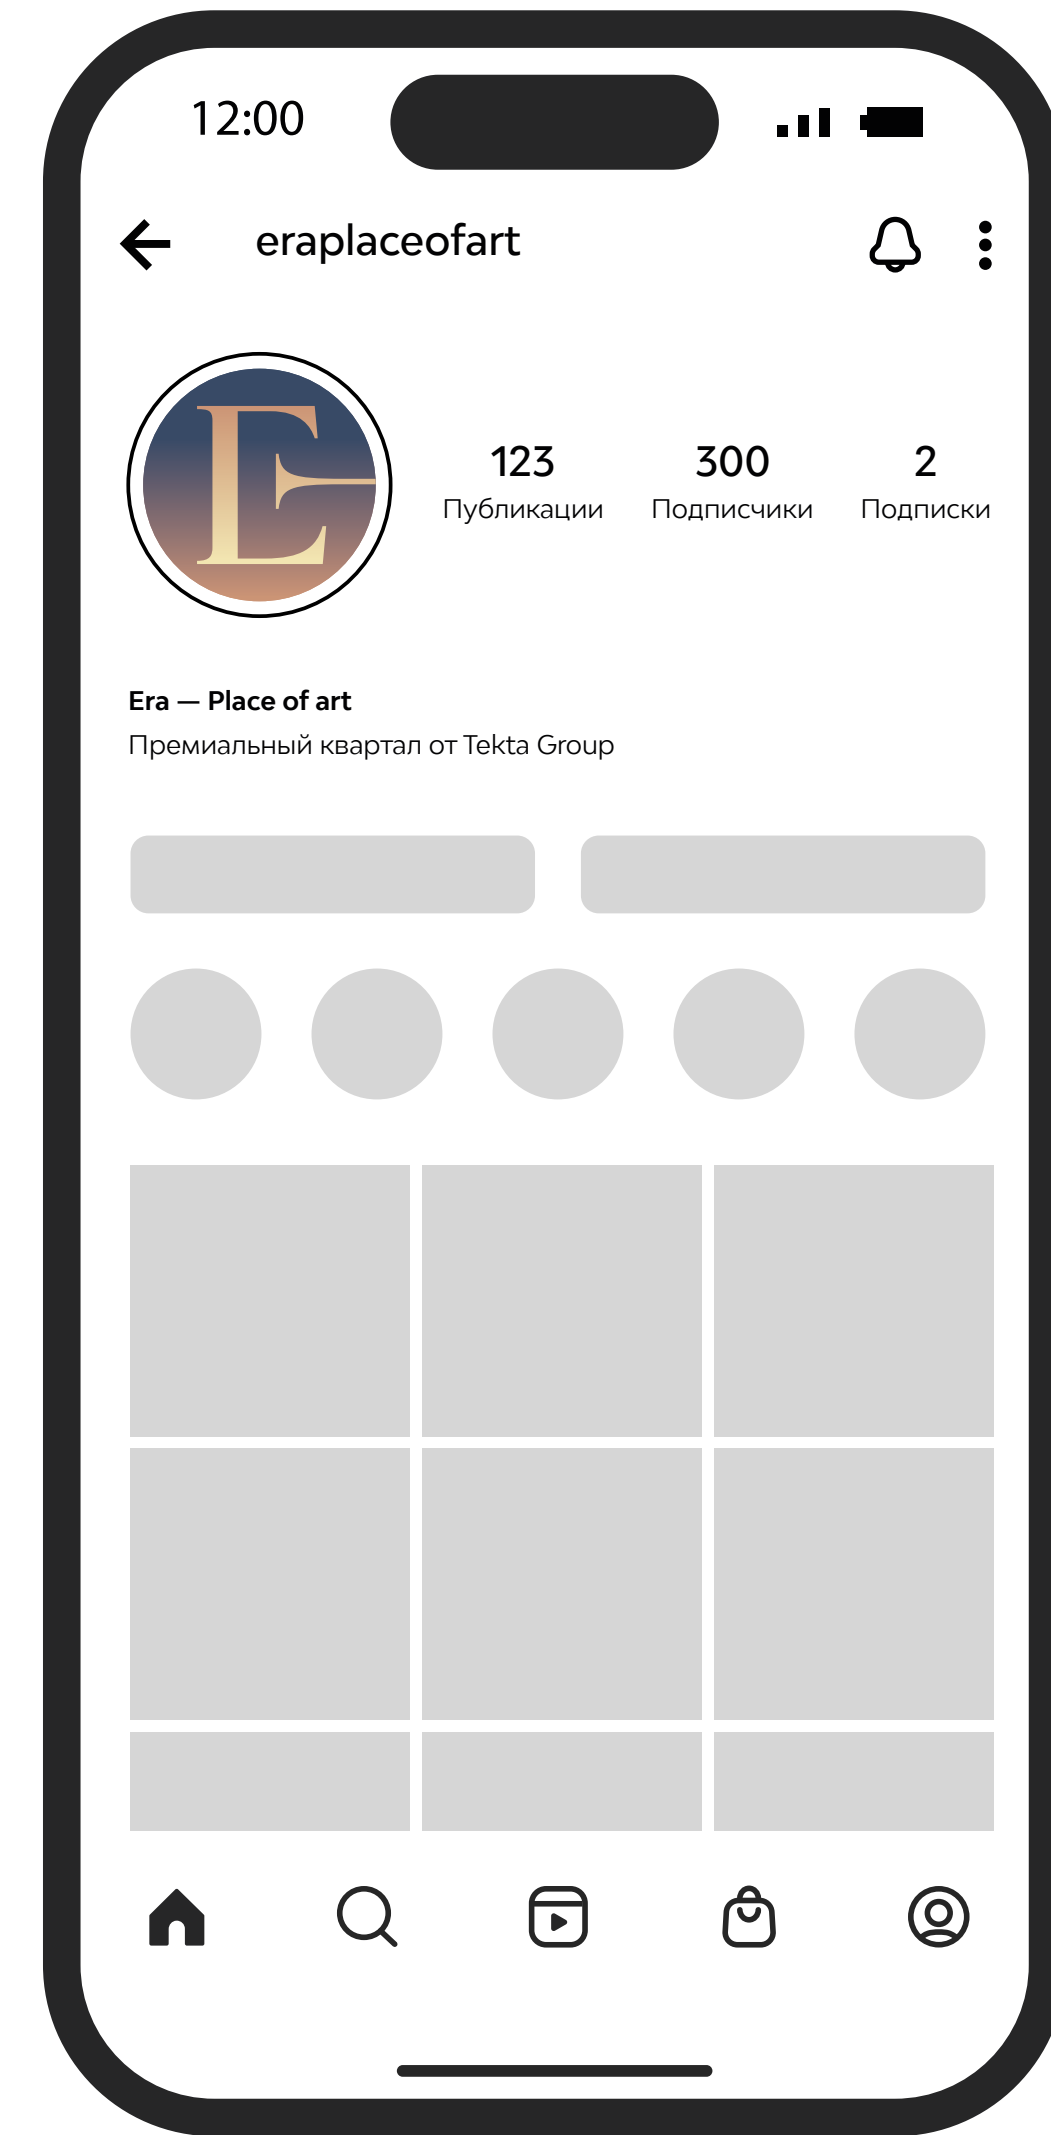 12:00
eraplaceofart
E
123 300 2
Публикации Подписчики Подписки
Era — Place of art
Премиальный квартал от Tekta Group